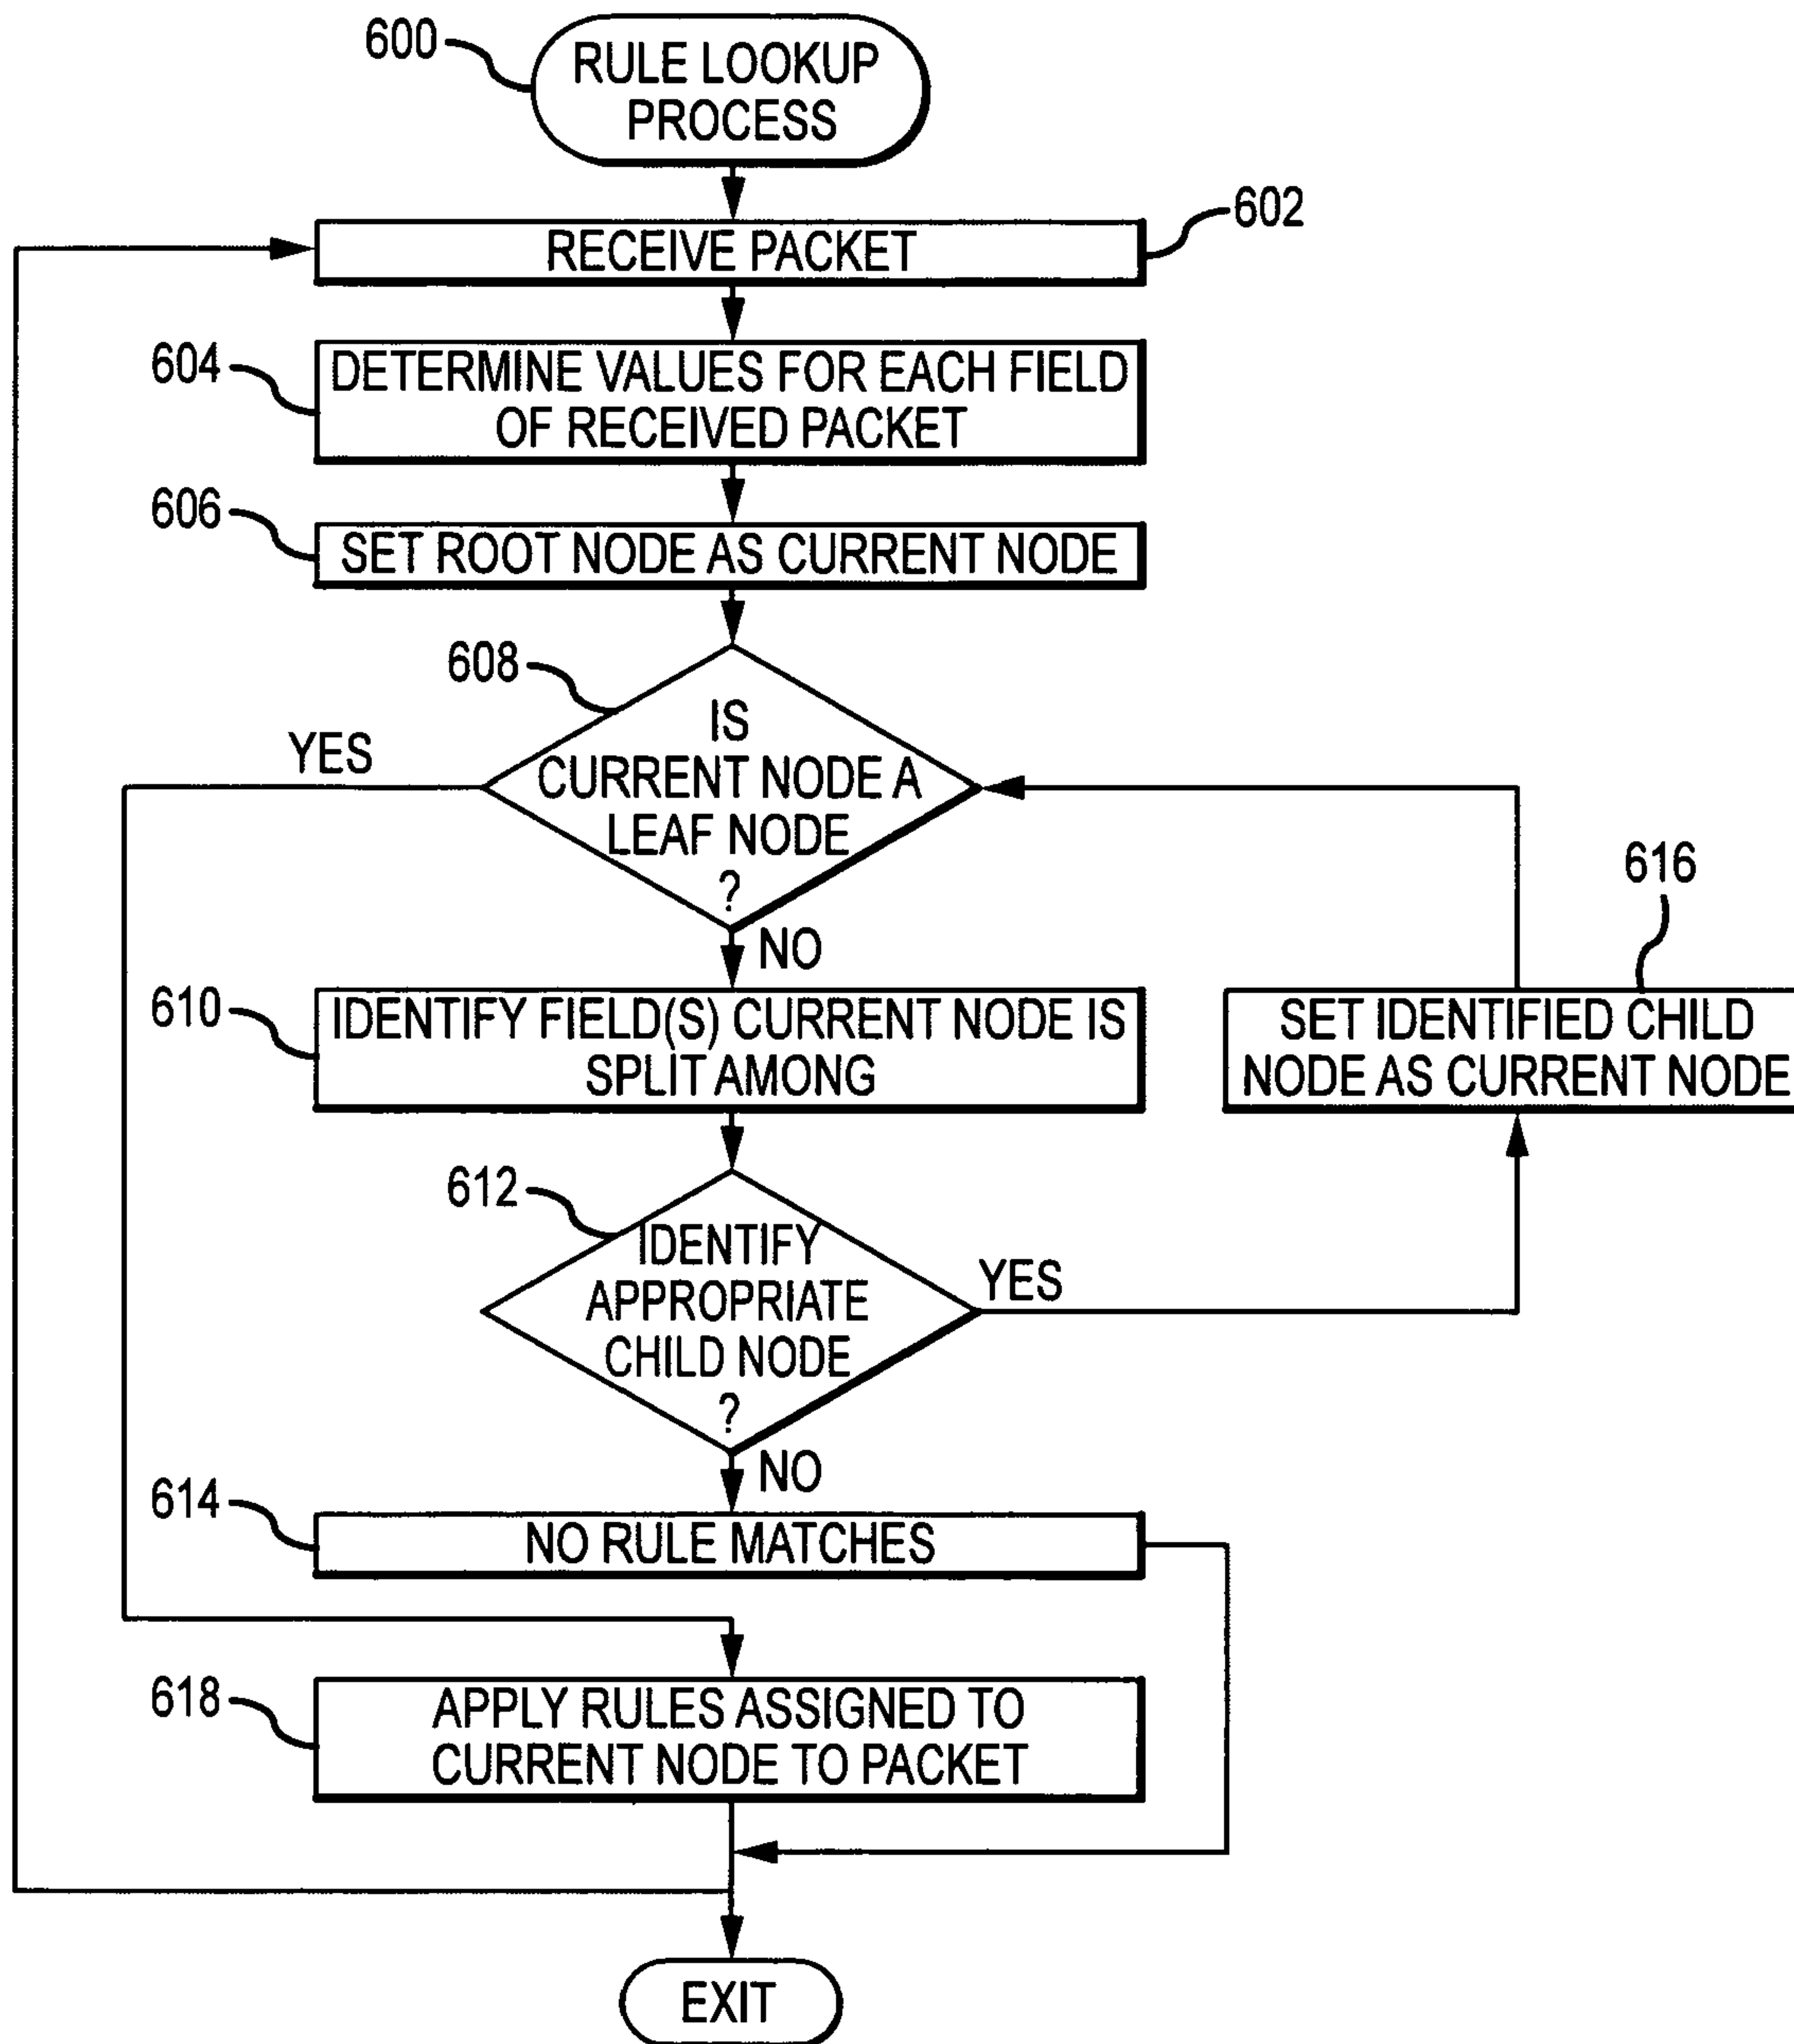 600
RULE LOOKUP
PROCESS
602
RECEIVE PACKET
604
DETERMINE VALUES FOR EACH FIELD
OF RECEIVED PACKET
606
SET ROOT NODE AS CURRENT NODE
608
IS
CURRENT NODE A
LEAF NODE
?
YES
NO
610
IDENTIFY FIELD(S) CURRENT NODE IS
SPLIT AMONG
616
SET IDENTIFIED CHILD
NODE AS CURRENT NODE
612
IDENTIFY
APPROPRIATE
CHILD NODE
?
YES
NO
614
NO RULE MATCHES
618
APPLY RULES ASSIGNED TO
CURRENT NODE TO PACKET
EXIT